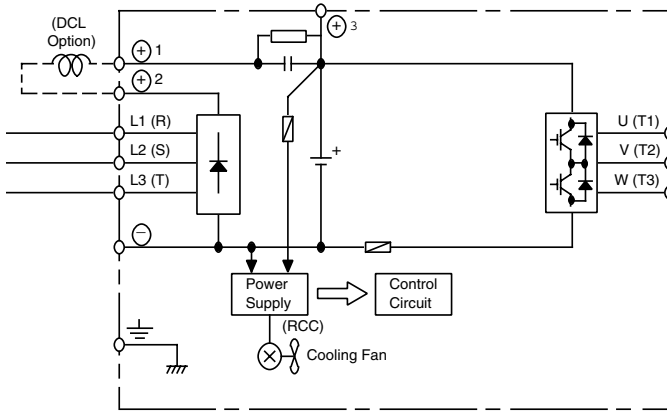 (DCL
Option)
⊕ 3
⊕ 1
⊕ 2
L1 (R)
L2 (S)
L3 (T)
⊖
+
U (T1)
V (T2)
W (T3)
Power
Supply
(RCC)
Control
Circuit
Cooling Fan